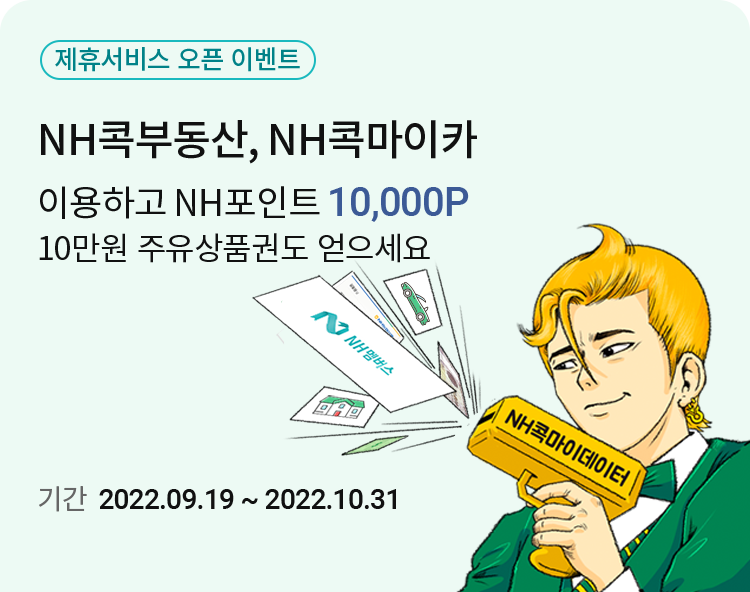 제휴서비스 오픈 이벤트
NH콕부동산, NH콕마이카
이용하고 NH포인트 10,000P
10만원 주유상품권도 얻으세요
NH멤버스
NH콕마이데이터
기간 2022.09.19 ~ 2022.10.31